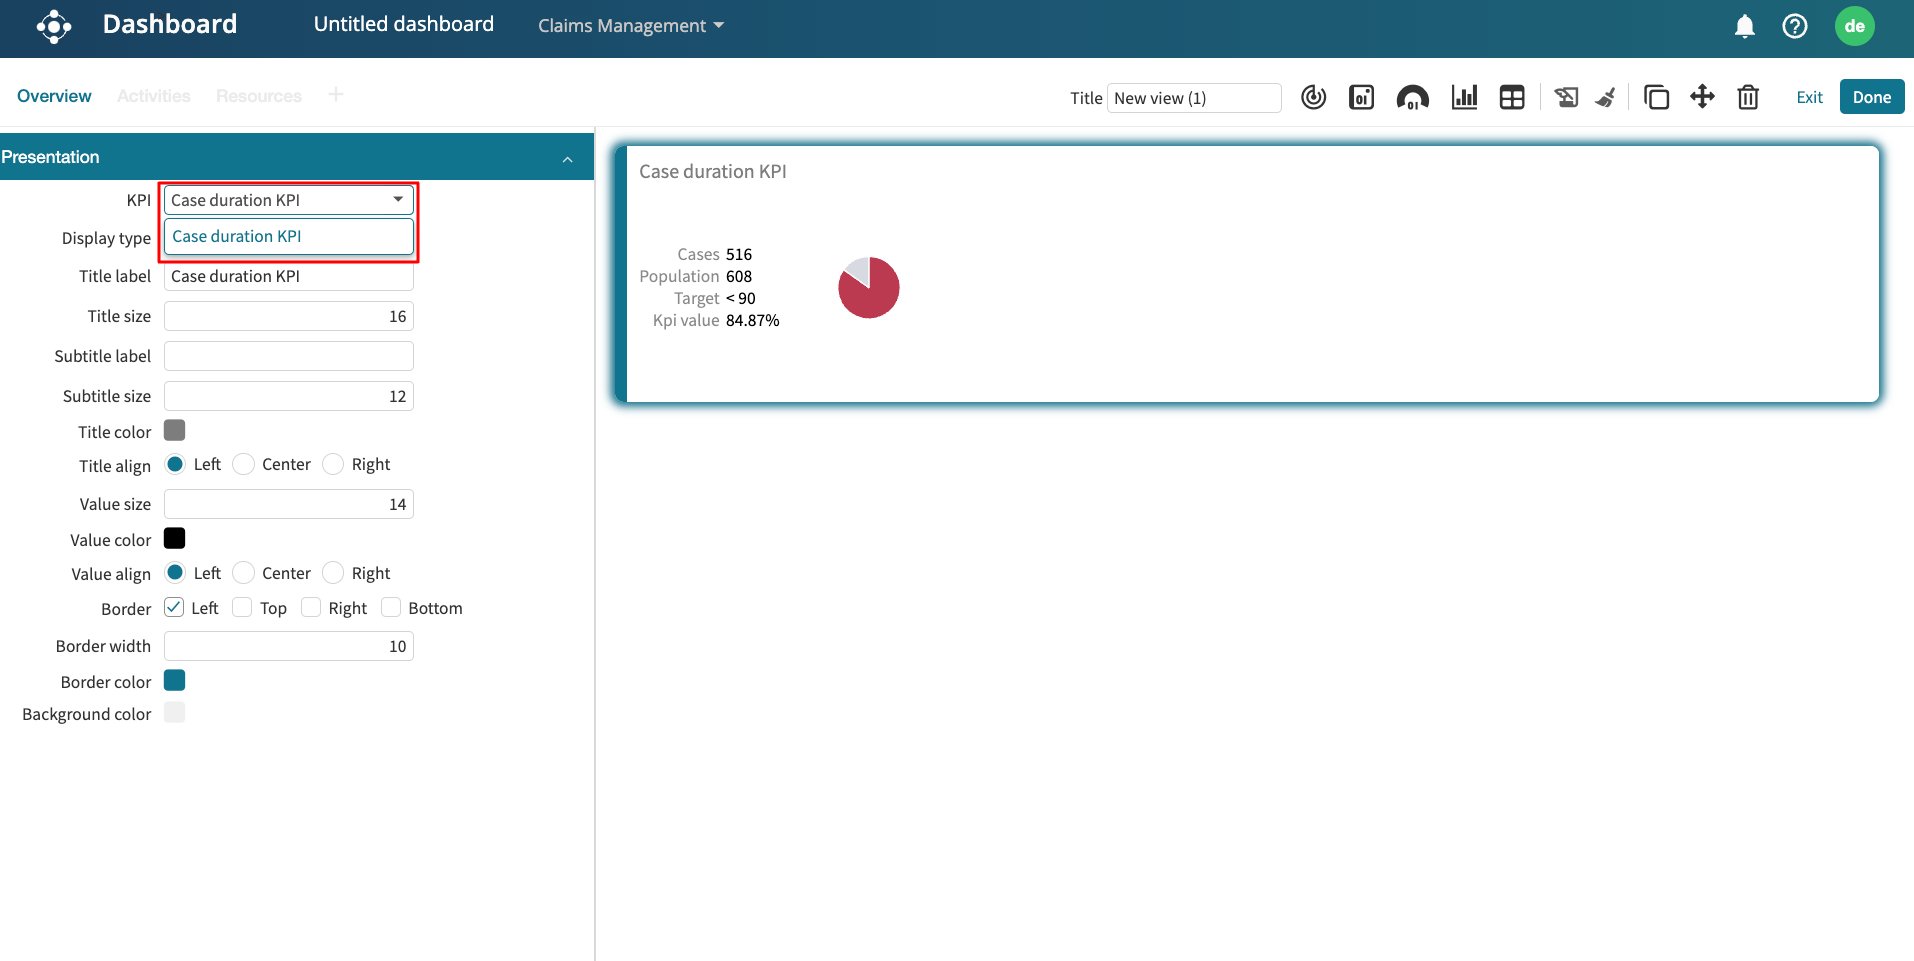 Dashboard
Untitled dashboard
Claims Management
de
Overview
Activities
Resources
Title
New view (1)
Exit
Done
Presentation
KPI
Case duration KPI
Case duration KPI
Display type
Title label
Case duration KPI
Title size
16
Subtitle label
Subtitle size
12
Title color
Title align
Left
Center
Right
Value size
14
Value color
Value align
Left
Center
Right
Border
Left
Top
Right
Bottom
Border width
10
Border color
Background color
Case duration KPI
Cases 516
Population 608
Target < 90
Kpi value 84.87%